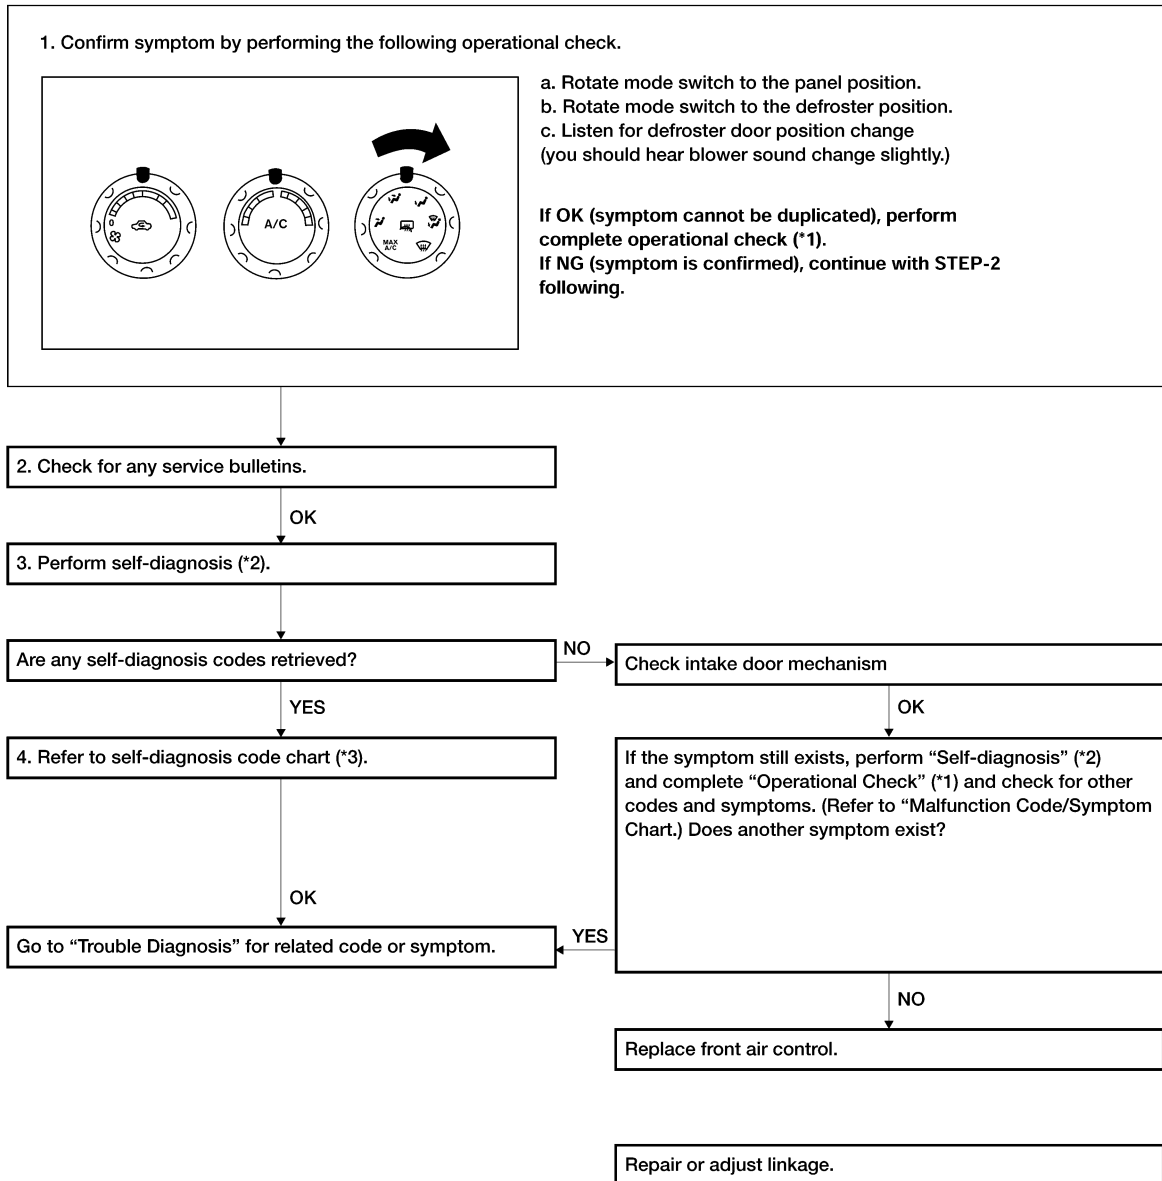 1. Confirm symptom by performing the following operational check.
a. Rotate mode switch to the panel position.
b. Rotate mode switch to the defroster position.
c. Listen for defroster door position change
(you should hear blower sound change slightly.)
If OK (symptom cannot be duplicated), perform
complete operational check (*1).
If NG (symptom is confirmed), continue with STEP-2
following.
0
A/C
MAX
A/C
2. Check for any service bulletins.
OK
3. Perform self-diagnosis (*2).
Are any self-diagnosis codes retrieved?
NO
Check intake door mechanism
YES
OK
4. Refer to self-diagnosis code chart (*3).
If the symptom still exists, perform “Self-diagnosis” (*2)
and complete “Operational Check” (*1) and check for other
codes and symptoms. (Refer to “Malfunction Code/Symptom
Chart.) Does another symptom exist?
OK
YES
Go to “Trouble Diagnosis” for related code or symptom.
NO
Replace front air control.
Repair or adjust linkage.